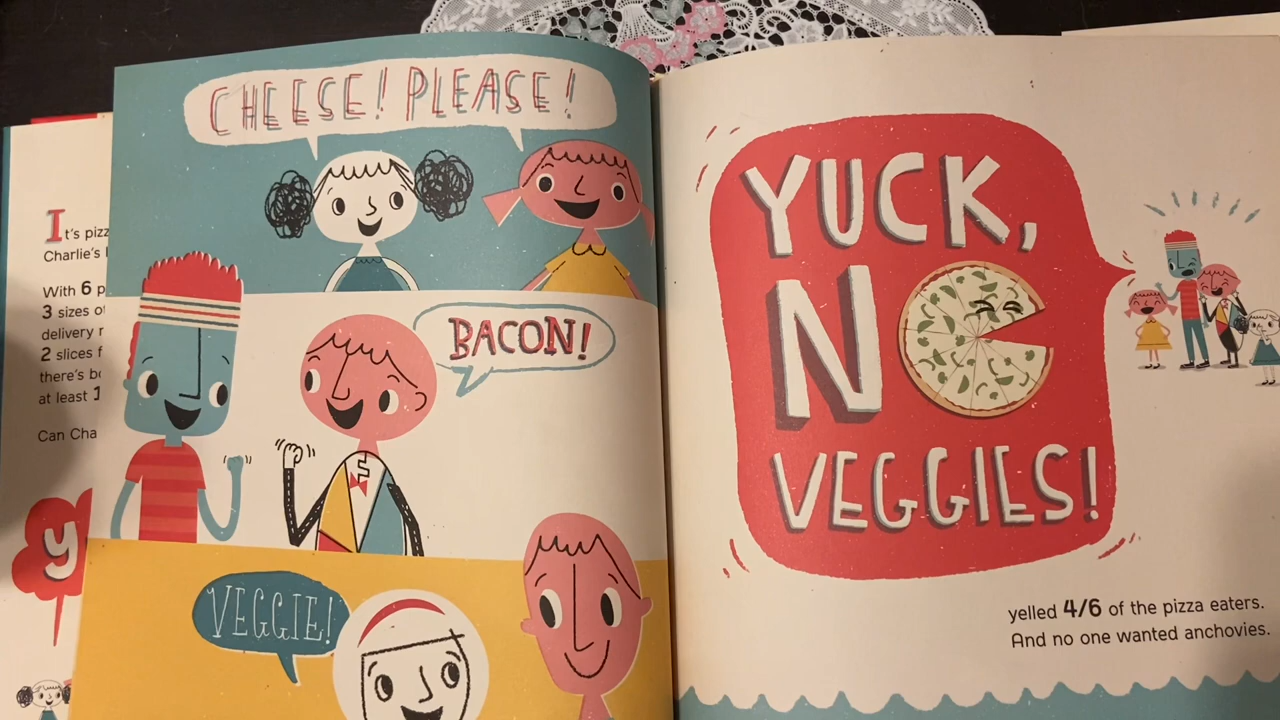 It's pizz
Charlie's
With 6 p
3 sizes o
delivery
2 slices f
there's b
at least 1
Can Cha
y
CHEESE! PLEASE!
BACON!
VEGGIE!
YUCK,
NO
VEGGIES!
yelled 4/6 of the pizza eaters.
And no one wanted anchovies.